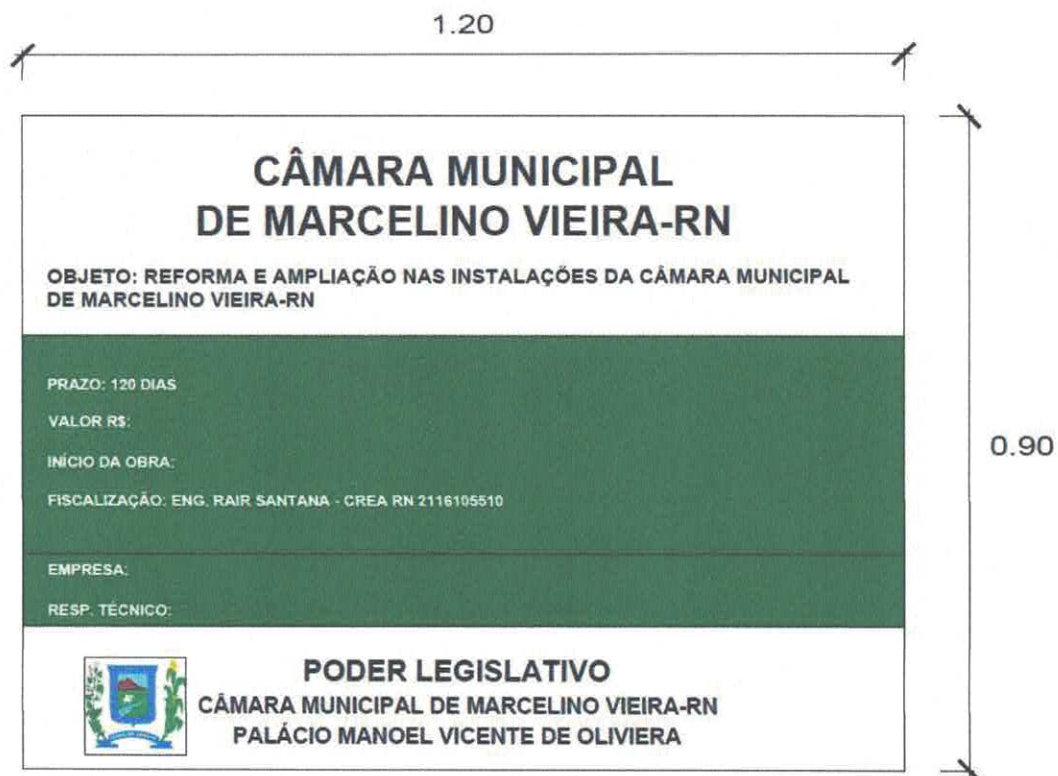 1.20
CÂMARA MUNICIPAL
DE MARCELINO VIEIRA-RN
OBJETO: REFORMA E AMPLIAÇÃO NAS INSTALAÇÕES DA CÂMARA MUNICIPAL
DE MARCELINO VIEIRA-RN
PRAZO: 120 DIAS
VALOR R$:
INÍCIO DA OBRA:
FISCALIZAÇÃO: ENG. RAIR SANTANA - CREA RN 2116105510
0.90
EMPRESA:
RESP. TÉCNICO:
PODER LEGISLATIVO
CÂMARA MUNICIPAL DE MARCELINO VIEIRA-RN
PALÁCIO MANOEL VICENTE DE OLIVIERA